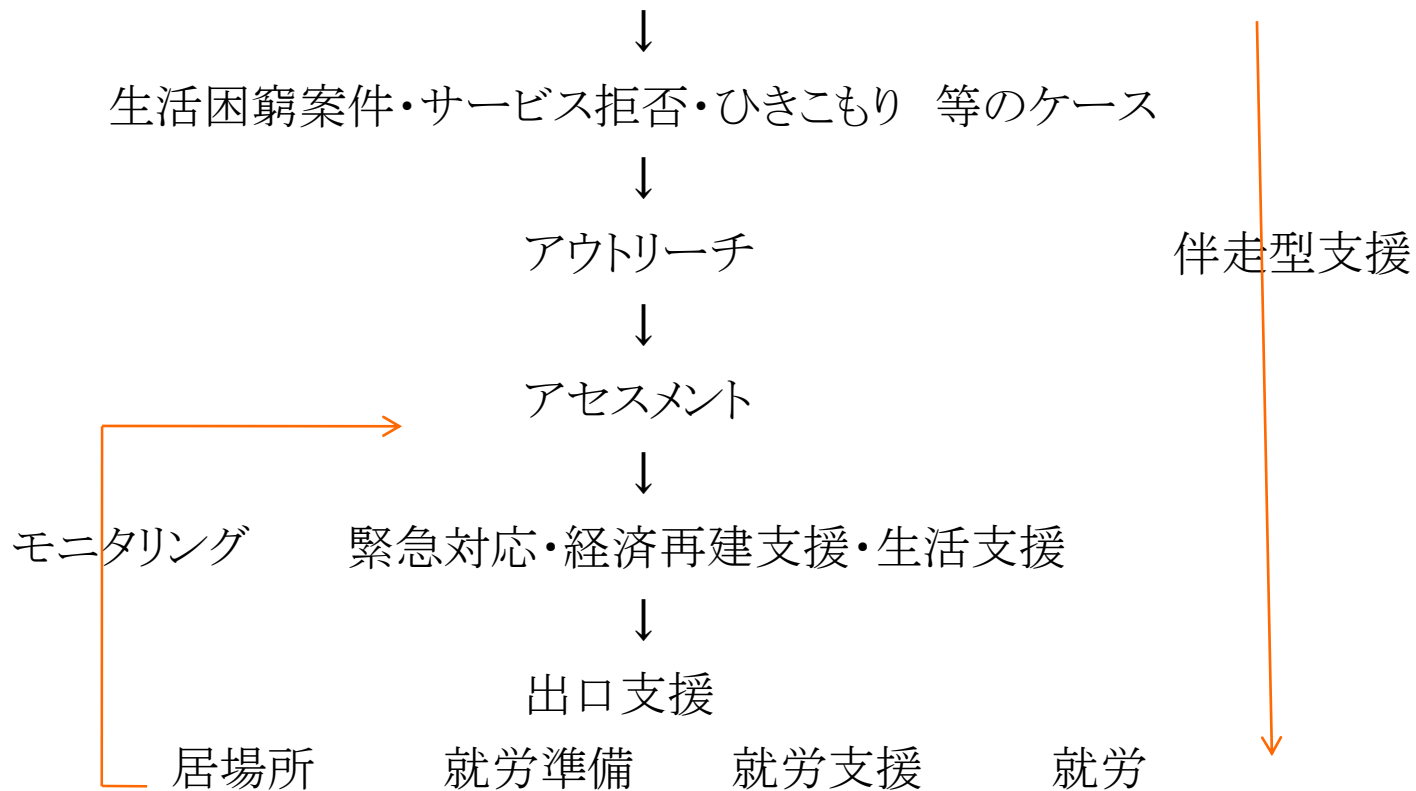 ↓
生活困窮案件・サービス拒否・ひきこもり　等のケース
↓
アウトリーチ　伴走型支援
↓
アセスメント
↓
モニタリング　緊急対応・経済再建支援・生活支援
↓
出口支援
居場所　就労準備　就労支援　就労